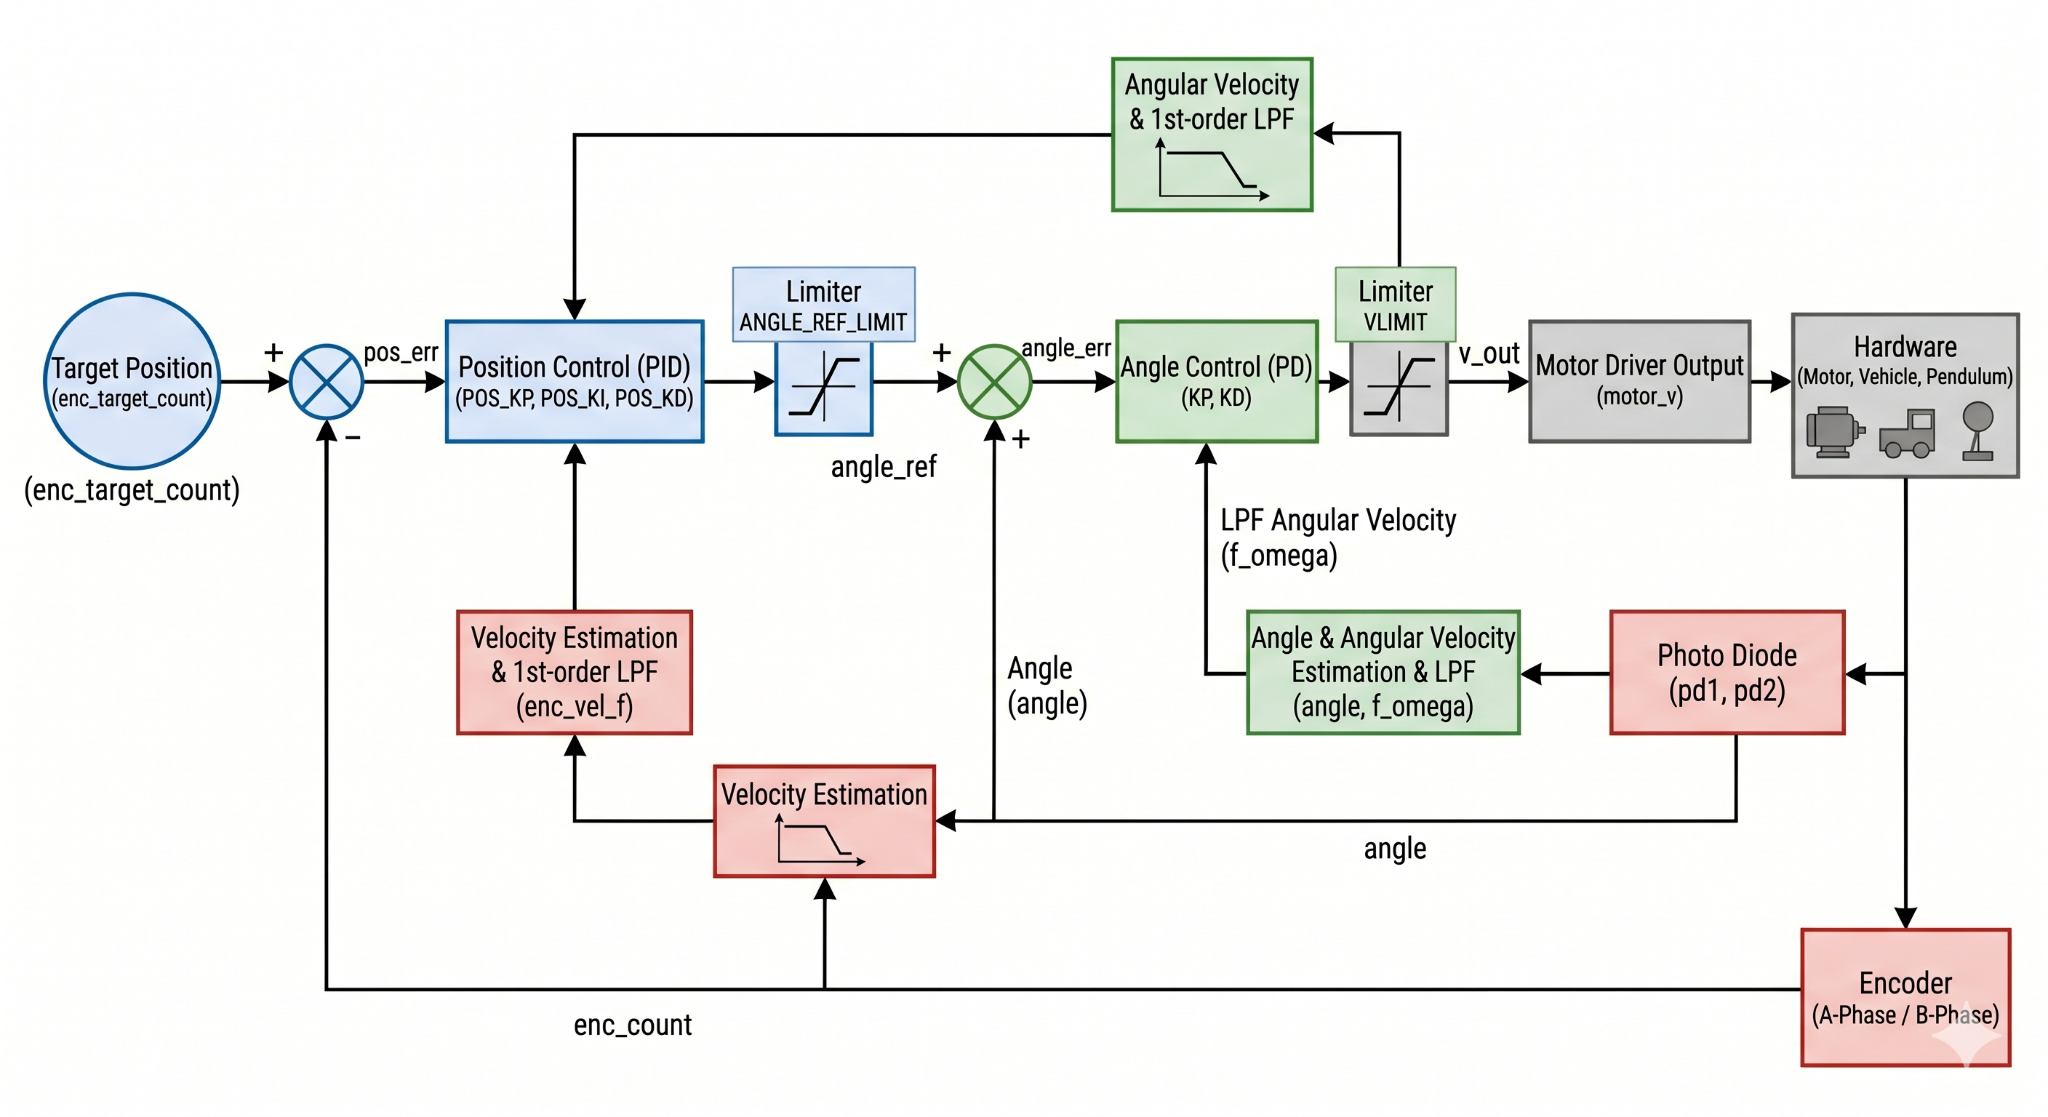 Angular Velocity
& 1st-order LPF
Target Position
(enc_target_count)
(enc_target_count)
+
−
pos_err
Position Control (PID)
(POS_KP, POS_KI, POS_KD)
Limiter
ANGLE_REF_LIMIT
angle_ref
+
+
angle_err
Angle Control (PD)
(KP, KD)
Limiter
VLIMIT
v_out
Motor Driver Output
(motor_v)
Hardware
(Motor, Vehicle, Pendulum)
LPF Angular Velocity
(f_omega)
Velocity Estimation
& 1st-order LPF
(enc_vel_f)
Angle
(angle)
Angle & Angular Velocity
Estimation & LPF
(angle, f_omega)
Photo Diode
(pd1, pd2)
Velocity Estimation
angle
Encoder
(A-Phase / B-Phase)
enc_count